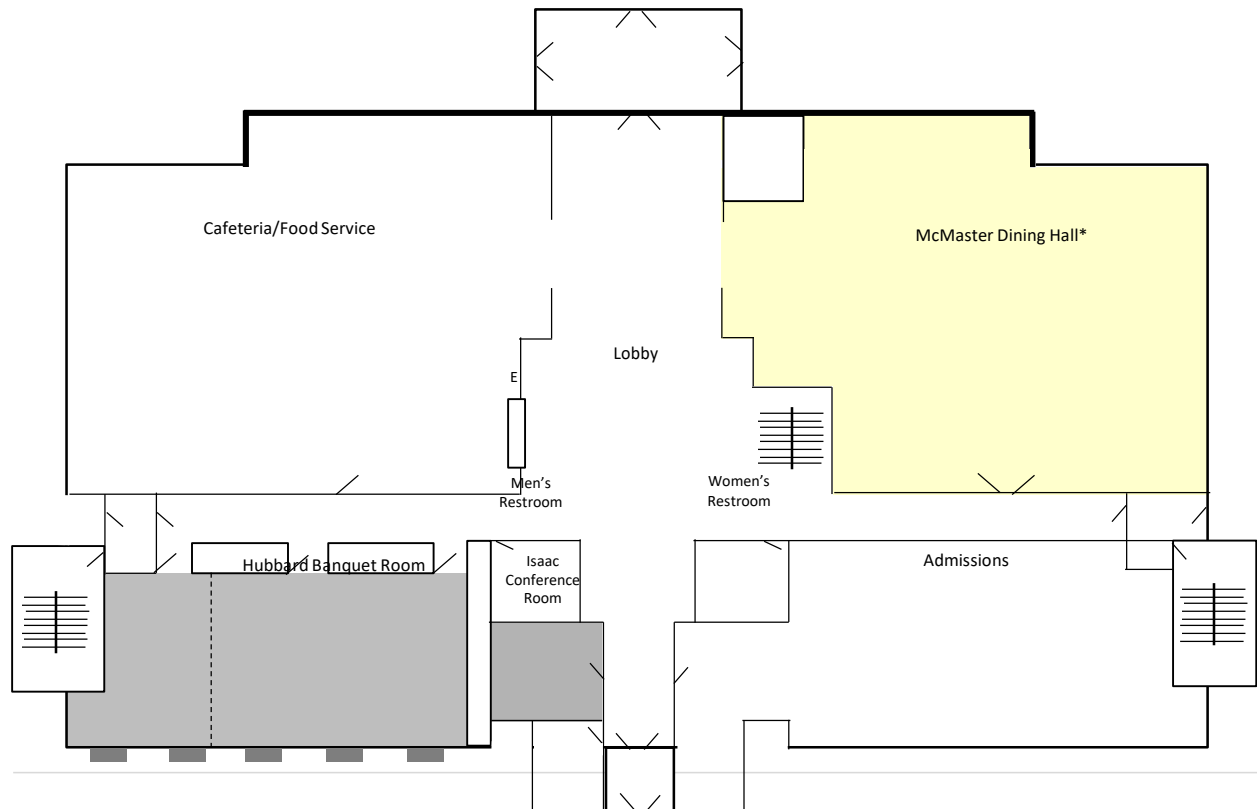 Cafeteria/Food Service
McMaster Dining Hall*
Lobby
E
Men's
Restroom
Women's
Restroom
Hubbard Banquet Room
Isaac
Conference
Room
Admissions